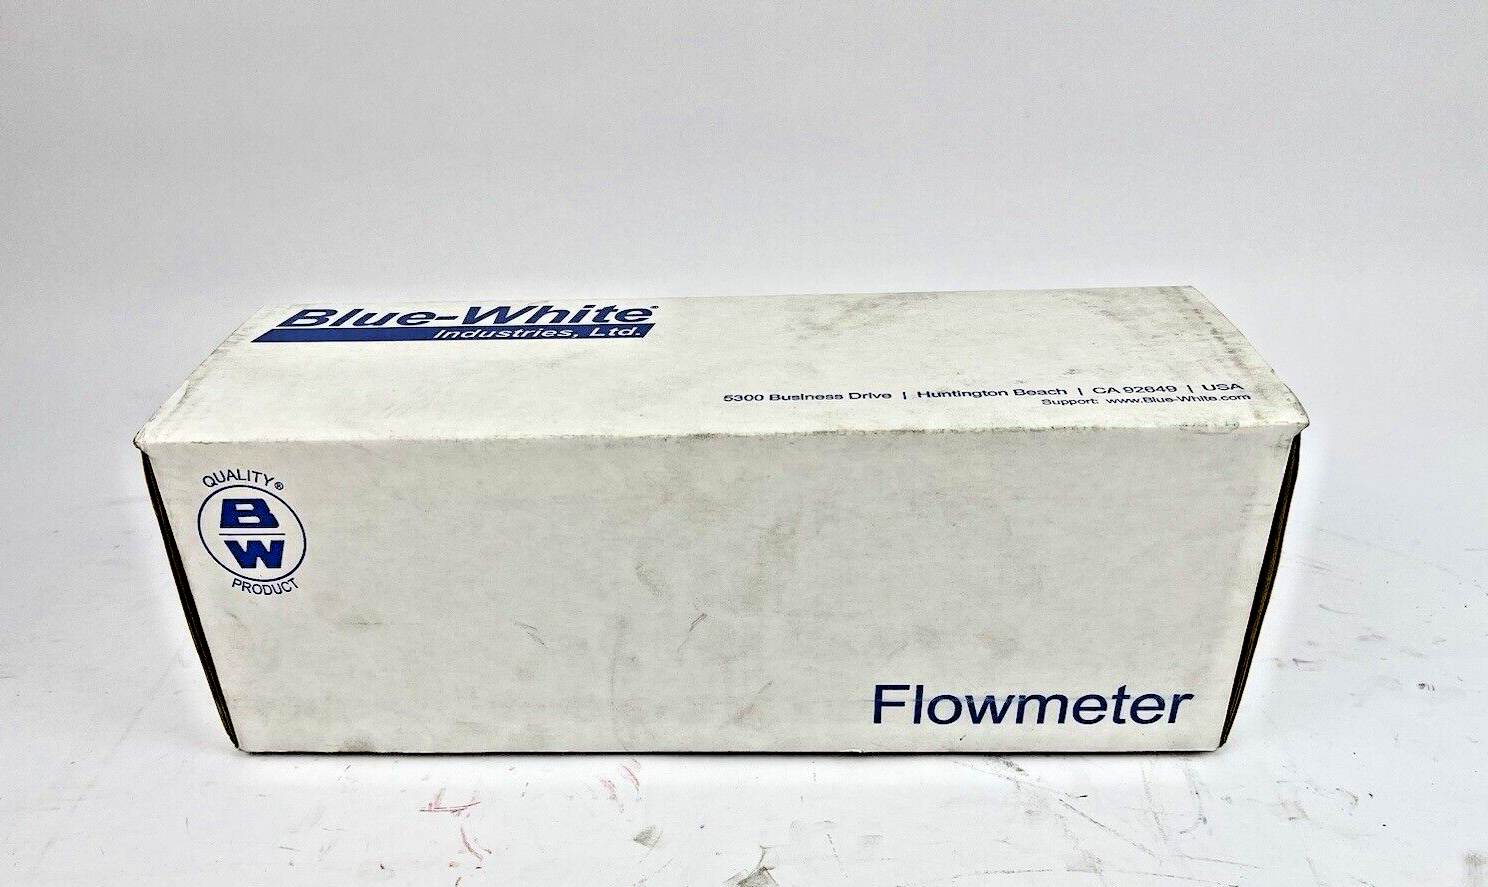 Blue-White®
Industries, Ltd.
5300 Business Drive | Huntington Beach | CA 92649 | USA
Support: www.Blue-White.com
QUALITY®
B
W
PRODUCT
Flowmeter